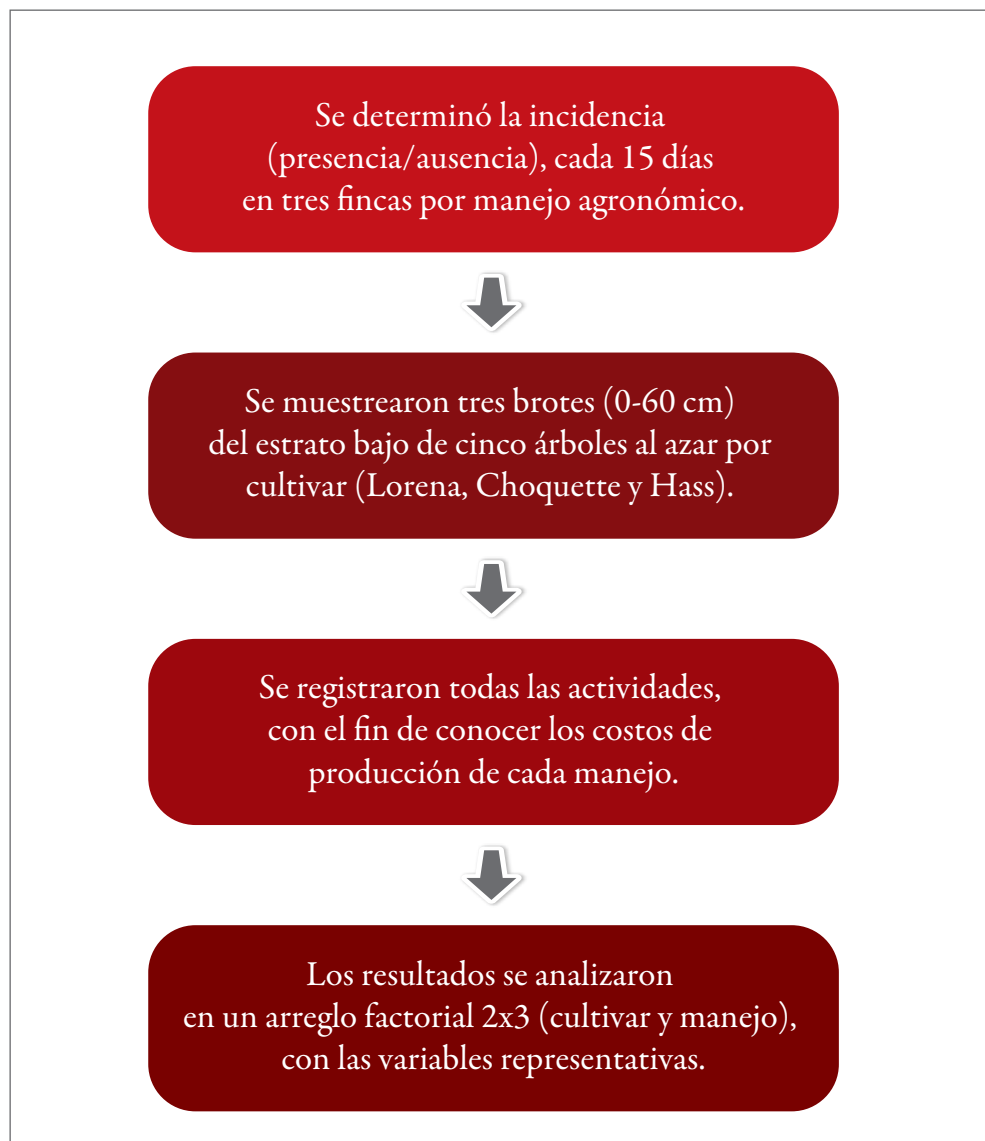 Se determinó la incidencia
(presencia/ausencia), cada 15 días
en tres fincas por manejo agronómico.
Se muestrearon tres brotes (0-60 cm)
del estrato bajo de cinco árboles al azar por
cultivar (Lorena, Choquette y Hass).
Se registraron todas las actividades,
con el fin de conocer los costos de
producción de cada manejo.
Los resultados se analizaron
en un arreglo factorial 2x3 (cultivar y manejo),
con las variables representativas.